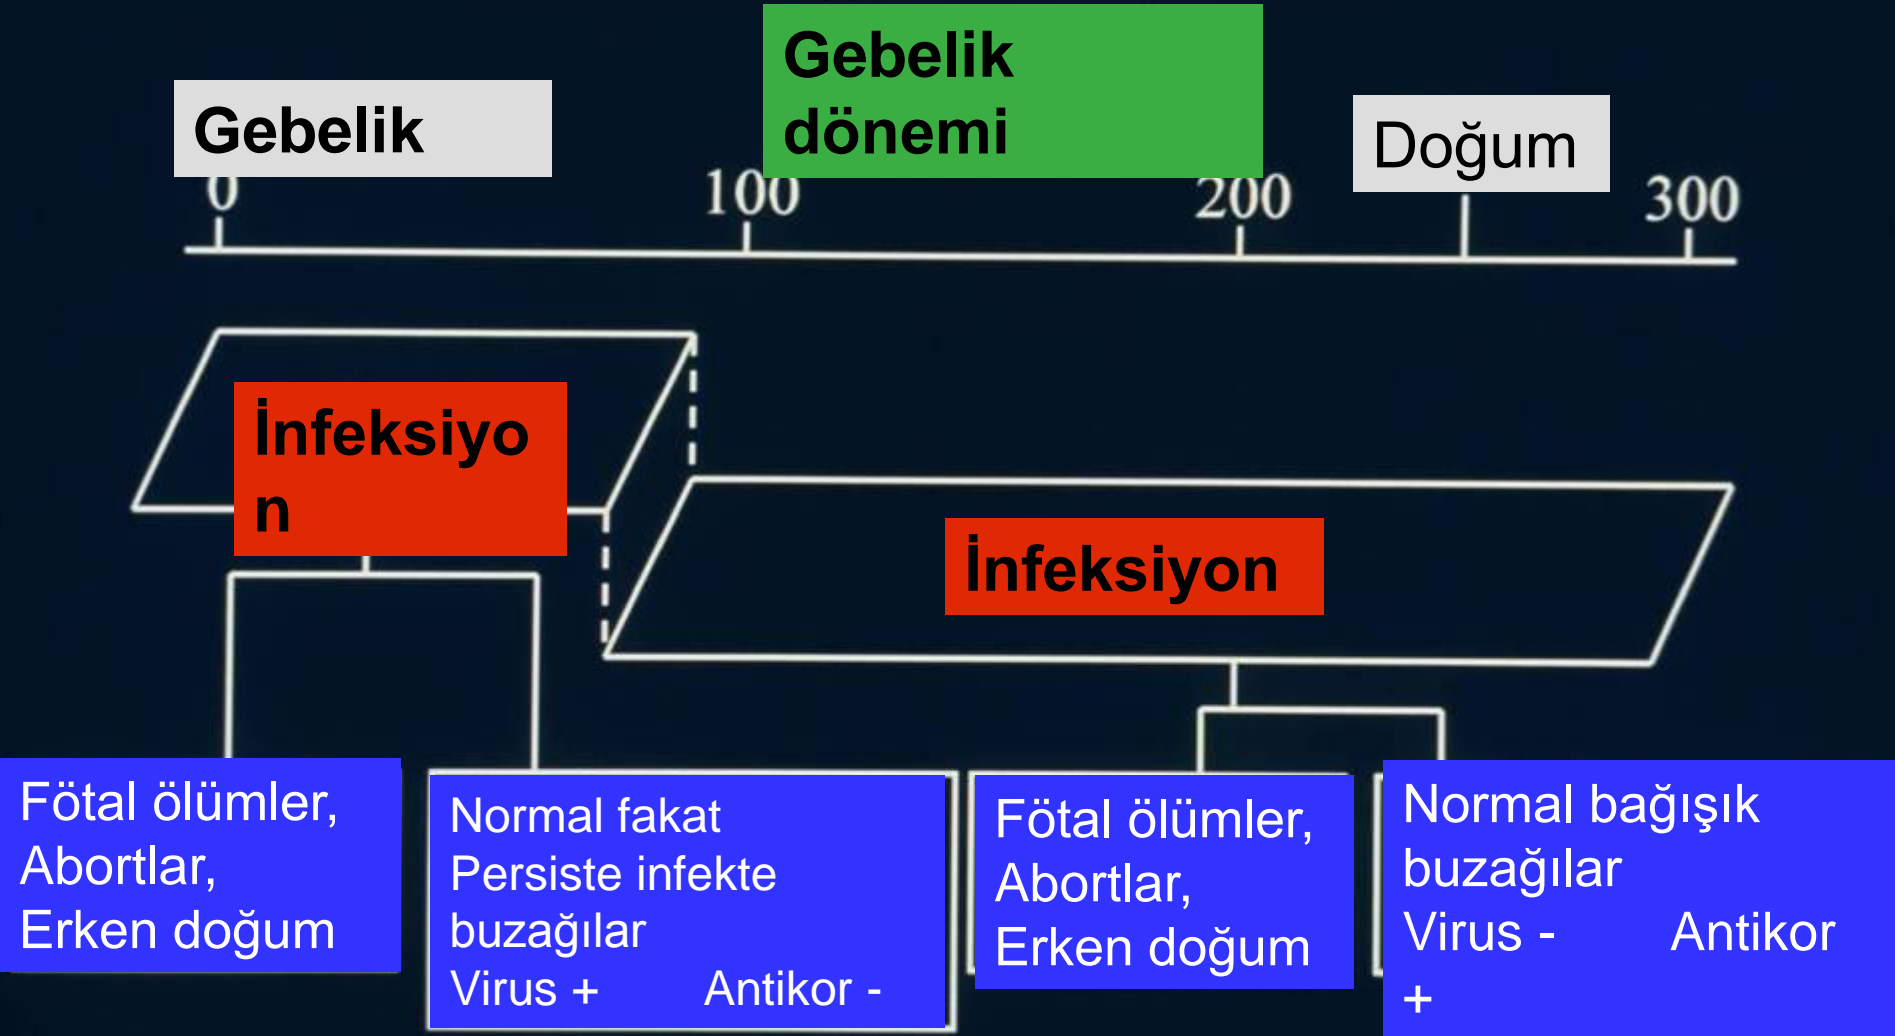 Gebelik
Gebelik
dönemi
Doğum
0 100 200 300
İnfeksiyo
n
İnfeksiyon
Fötal ölümler,
Abortlar,
Erken doğum
Normal fakat
Persiste infekte
buzağılar
Virus + Antikor -
Fötal ölümler,
Abortlar,
Erken doğum
Normal bağışık
buzağılar
Virus - Antikor
+